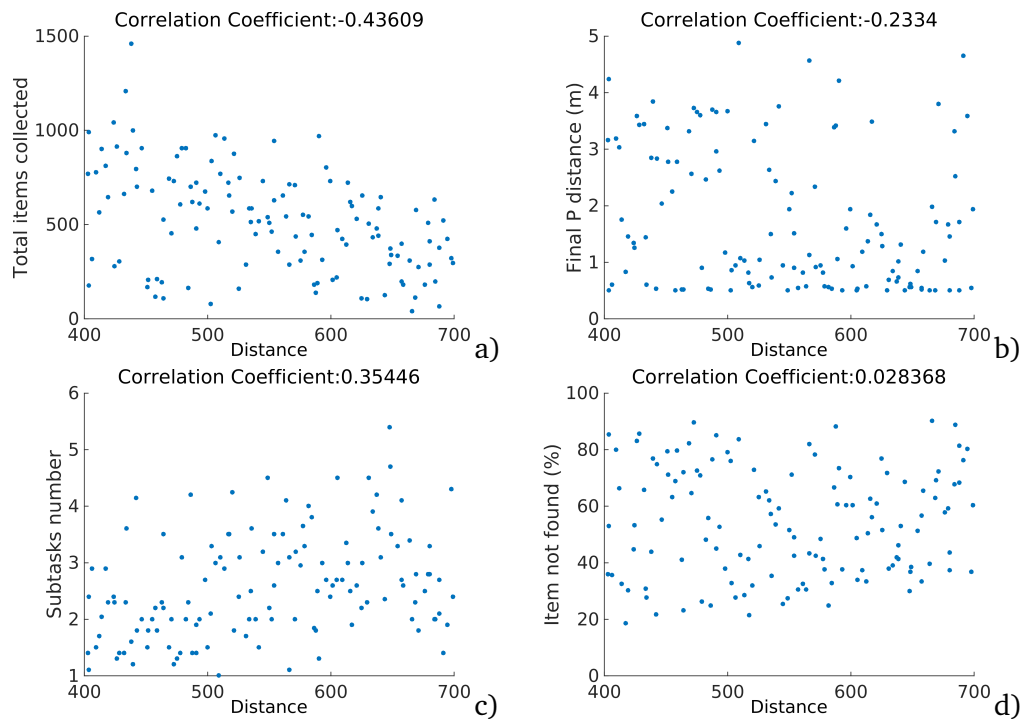 Correlation Coefficient:-0.43609
1500
1000
500
0
400
500
600
700
Total items collected
Distance
a)
Correlation Coefficient:-0.2334
5
4
3
2
1
0
400
500
600
700
Final P distance (m)
Distance
b)
Correlation Coefficient:0.35446
6
5
4
3
2
1
400
500
600
700
Subtasks number
Distance
c)
Correlation Coefficient:0.028368
100
80
60
40
20
0
400
500
600
700
Item not found (%)
Distance
d)